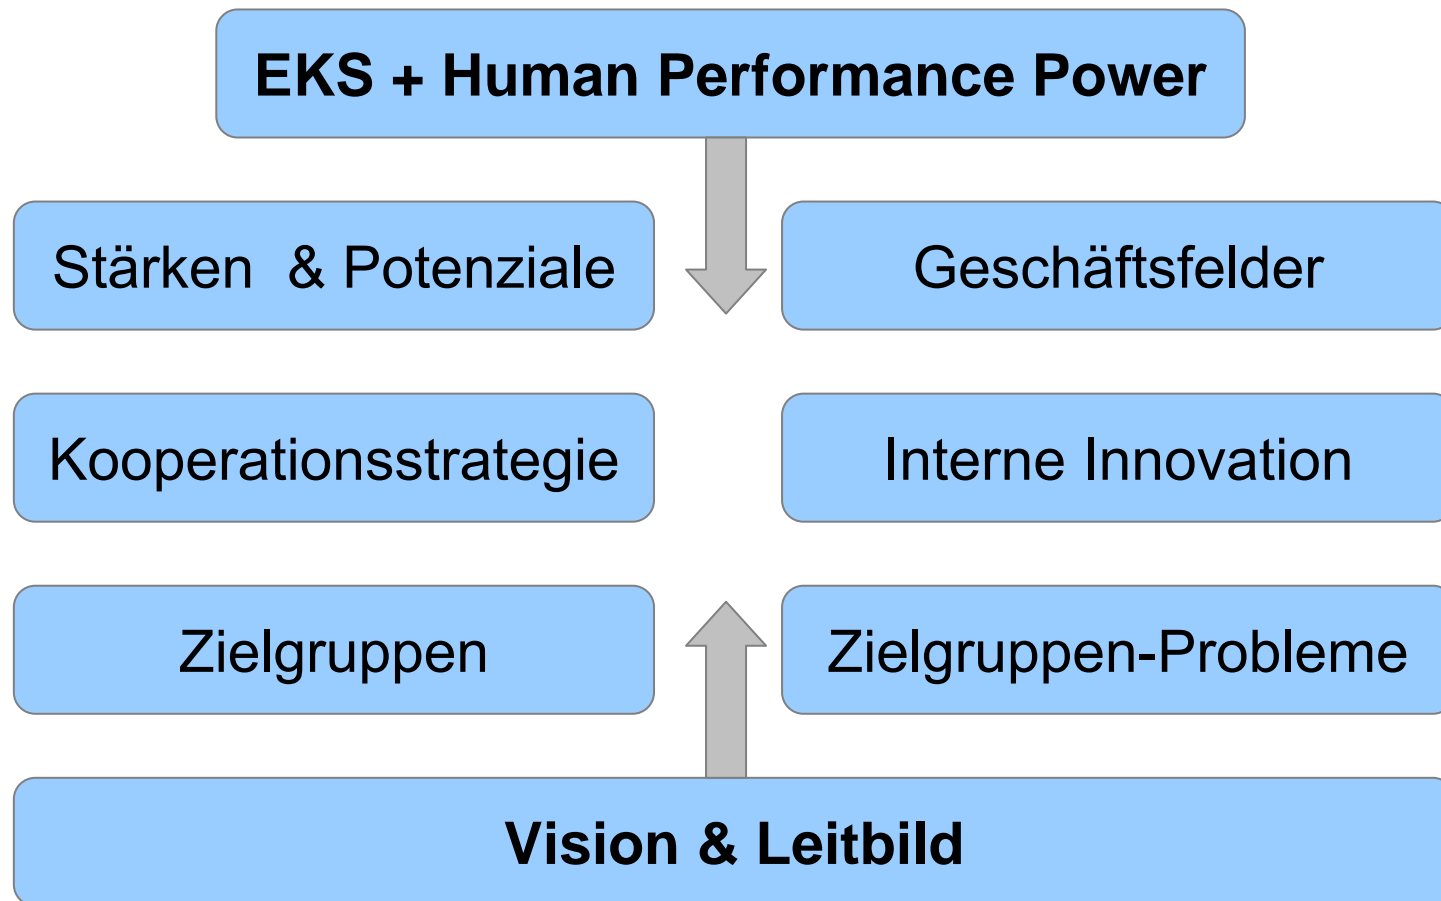 EKS + Human Performance Power
Stärken & Potenziale
Geschäftsfelder
Kooperationsstrategie
Interne Innovation
Zielgruppen
Zielgruppen-Probleme
Vision & Leitbild